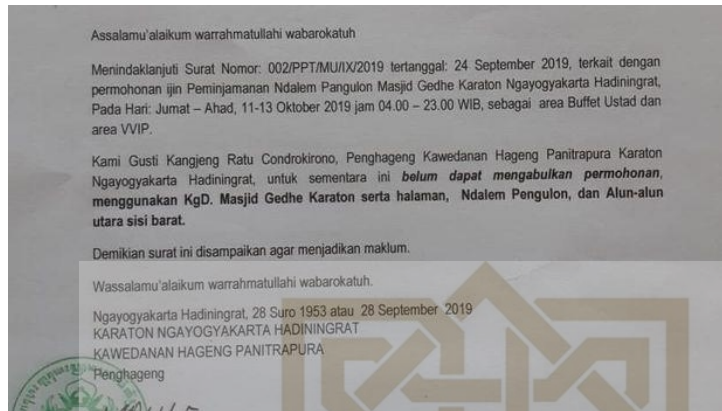 Assalamu'alaikum warrahmatullahi wabarokatuh
Menindaklanjuti Surat Nomor: 002/PPT/MU/IX/2019 tertanggal: 24 September 2019, terkait dengan
permohonan ijin Peminjamanan Ndalem Pangulon Masjid Gedhe Karaton Ngayogyakarta Hadiningrat,
Pada Hari: Jumat – Ahad, 11-13 Oktober 2019 jam 04.00 – 23.00 WIB, sebagai area Buffet Ustad dan
area VVIP.
Kami Gusti Kangjeng Ratu Condrokirono, Penghageng Kawedanan Hageng Panitrapura Karaton
Ngayogyakarta Hadiningrat, untuk sementara ini belum dapat mengabulkan permohonan,
menggunakan KgD. Masjid Gedhe Karaton serta halaman, Ndalem Pengulon, dan Alun-alun
utara sisi barat.
Demikian surat ini disampaikan agar menjadikan maklum.
Wassalamu'alaikum warrahmatullahi wabarokatuh.
Ngayogyakarta Hadiningrat, 28 Suro 1953 atau 28 September 2019
KARATON NGAYOGYAKARTA HADININGRAT
KAWEDANAN HAGENG PANITRAPURA
Penghageng